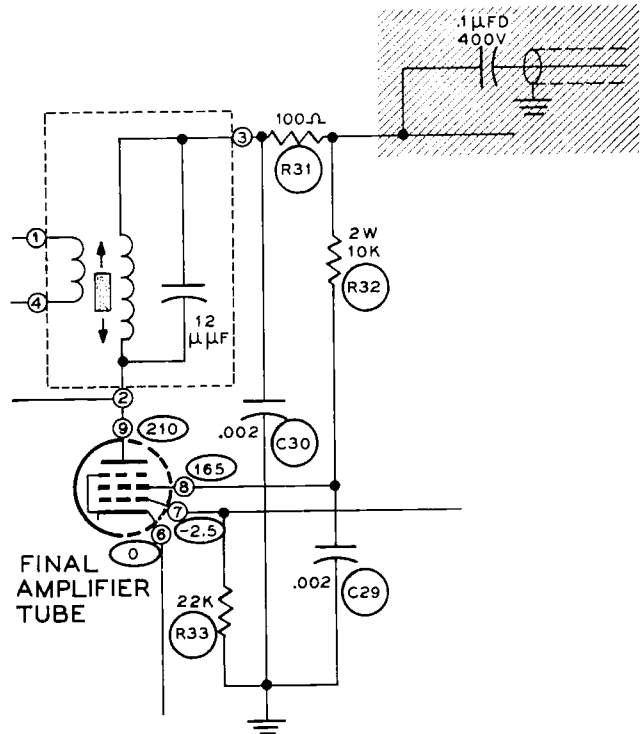 .1µFD
400V
3
100Ω
R31
1
4
2W
10K
R32
12
µµF
2
9
210
.002
C30
165
8
7
-2.5
6
0
FINAL
AMPLIFIER
TUBE
.002
C29
22K
R33